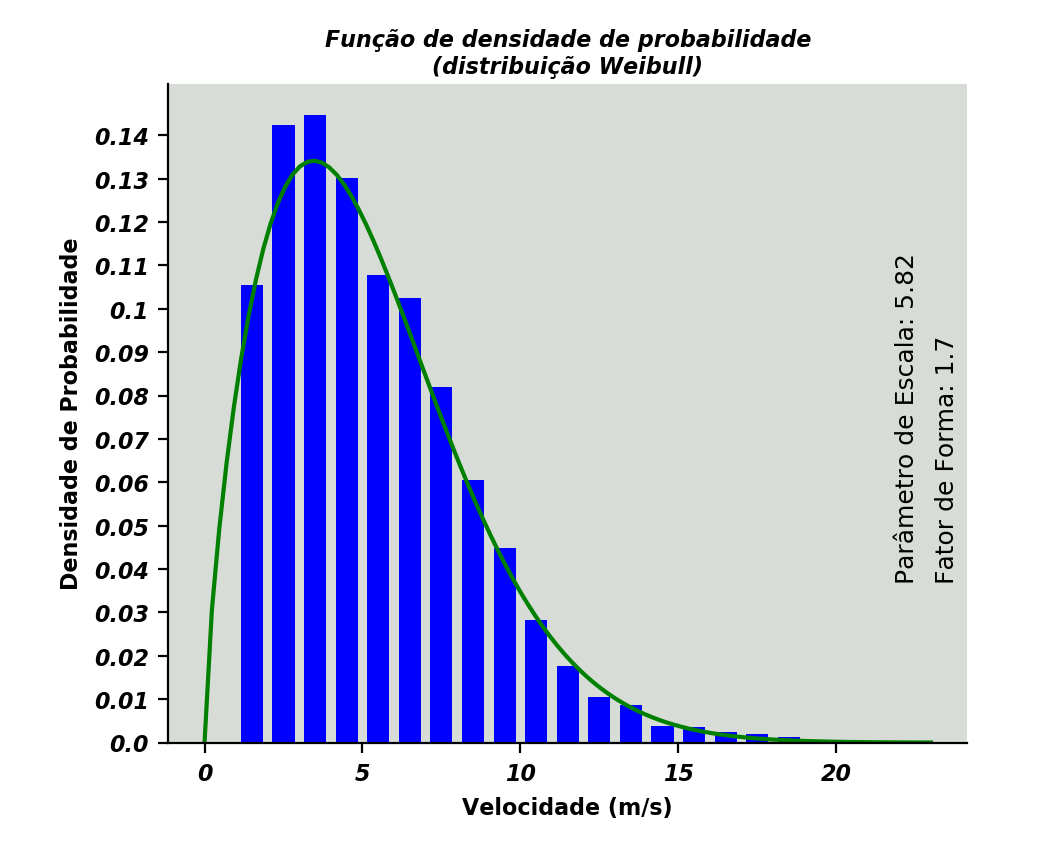 Função de densidade de probabilidade
(distribuição Weibull)
Densidade de Probabilidade
0.14
0.13
0.12
0.11
0.1
0.09
0.08
0.07
0.06
0.05
0.04
0.03
0.02
0.01
0.0
0 5 10 15 20
Velocidade (m/s)
Parâmetro de Escala: 5.82
Fator de Forma: 1.7